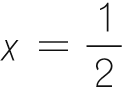 x = 1/2